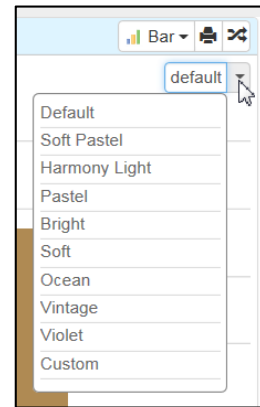 Bar
default
Default
Soft Pastel
Harmony Light
Pastel
Bright
Soft
Ocean
Vintage
Violet
Custom